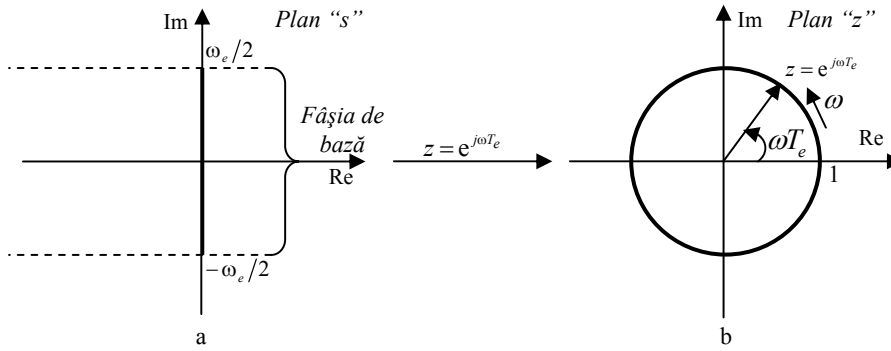 Im
Plan “s”
ω_e/2
Fâşia de
bază
Re
−ω_e/2
a
z = e^{jωT_e}
Im
Plan “z”
z = e^{jωT_e}
ω
ωT_e
Re
1
b